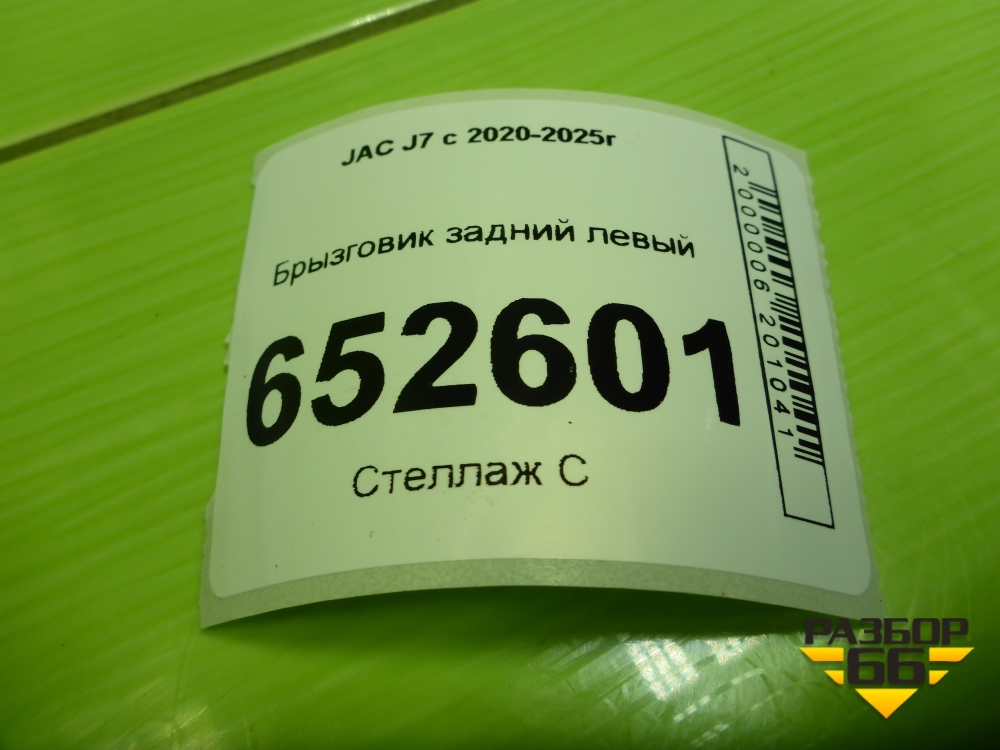 JAC J7 с 2020-2025г
Брызговик задний левый
652601
Стеллаж С
2000006201041
РАЗБОР
66